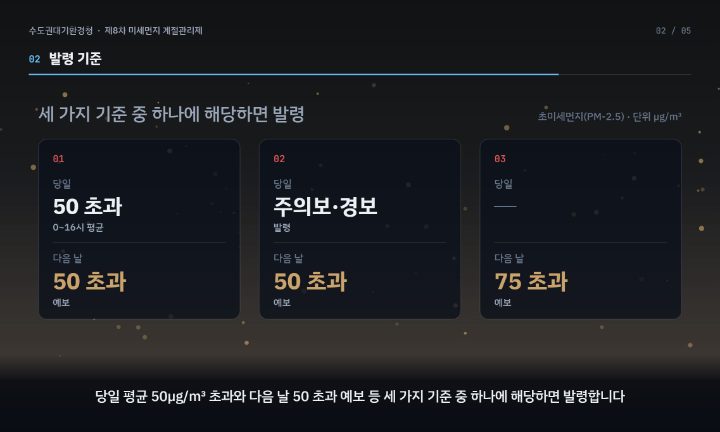 수도권대기환경청 · 제8차 미세먼지 계절관리제
02 / 05
02 발령 기준
세 가지 기준 중 하나에 해당하면 발령
초미세먼지(PM-2.5) · 단위 μg/m³
01
당일
50 초과
0~16시 평균
다음 날
50 초과
예보
02
당일
주의보·경보
발령
다음 날
50 초과
예보
03
당일
—
다음 날
75 초과
예보
당일 평균 50μg/m³ 초과와 다음 날 50 초과 예보 등 세 가지 기준 중 하나에 해당하면 발령합니다